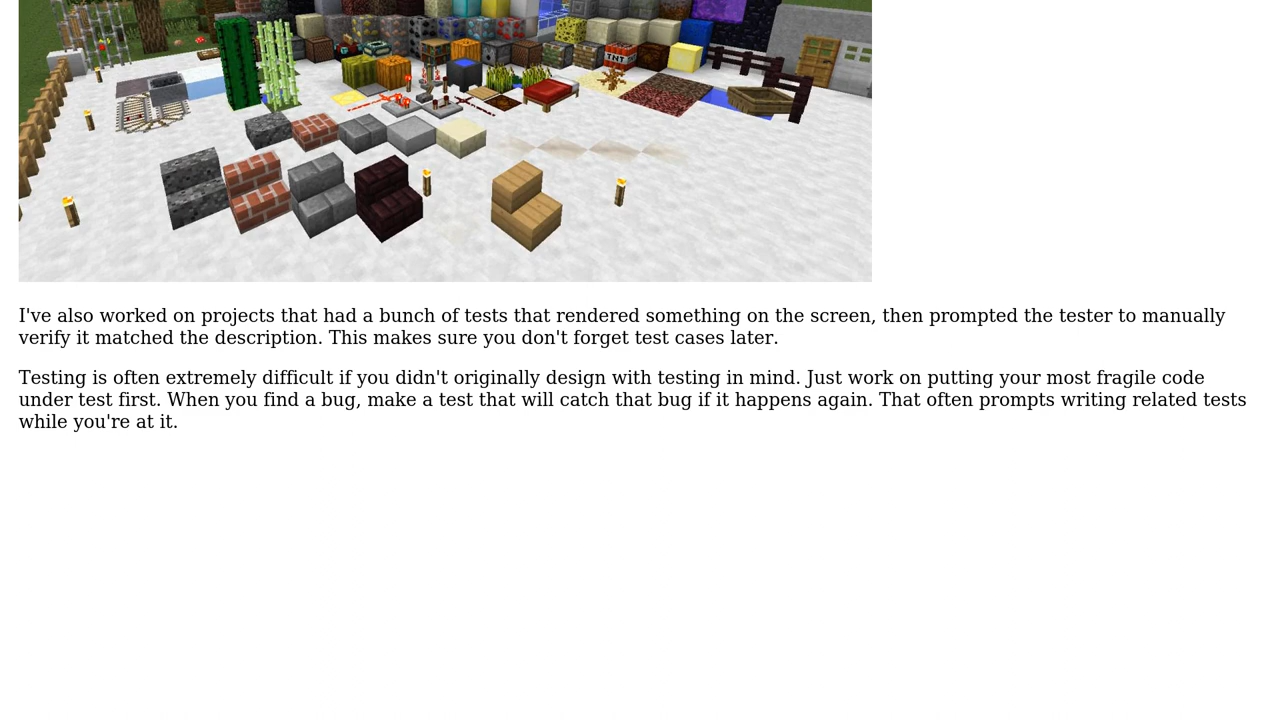 TNT
I've also worked on projects that had a bunch of tests that rendered something on the screen, then prompted the tester to manually
verify it matched the description. This makes sure you don't forget test cases later.
Testing is often extremely difficult if you didn't originally design with testing in mind. Just work on putting your most fragile code
under test first. When you find a bug, make a test that will catch that bug if it happens again. That often prompts writing related tests
while you're at it.